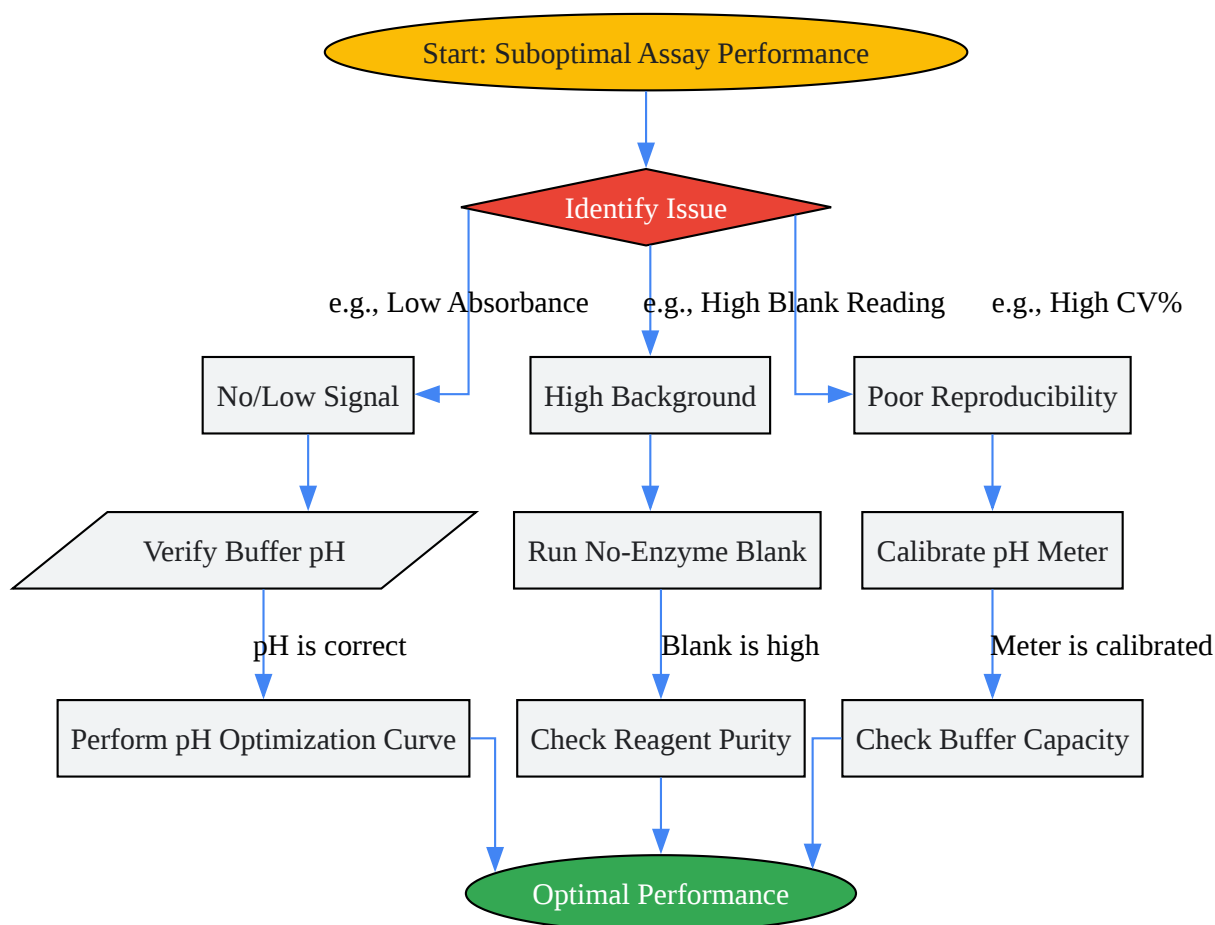 Start: Suboptimal Assay Performance
Identify Issue
e.g., Low Absorbance
e.g., High Blank Reading
e.g., High CV%
No/Low Signal
High Background
Poor Reproducibility
Verify Buffer pH
Run No-Enzyme Blank
Calibrate pH Meter
pH is correct
Blank is high
Meter is calibrated
Perform pH Optimization Curve
Check Reagent Purity
Check Buffer Capacity
Optimal Performance